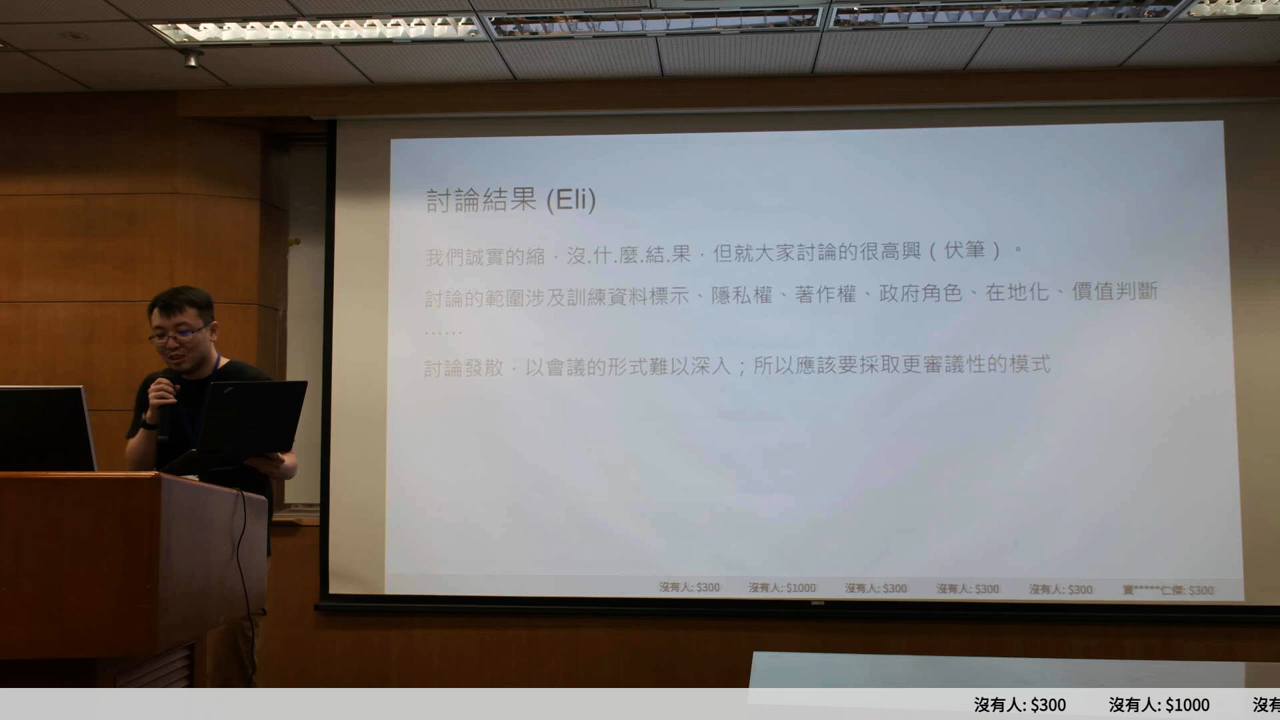 討論結果 (Eli)
我們誠實的縮，沒.什.麼.結.果，但就大家討論的很高興（伏筆）。
討論的範圍涉及訓練資料標示、隱私權、著作權、政府角色、在地化、價值判斷
......
討論發散，以會議的形式難以深入；所以應該要採取更審議性的模式
沒有人: $300 沒有人: $1000 沒有人: $300 沒有人: $300 沒有人: $300 *****仁傑: $300
沒有人: $300 沒有人: $1000 沒有